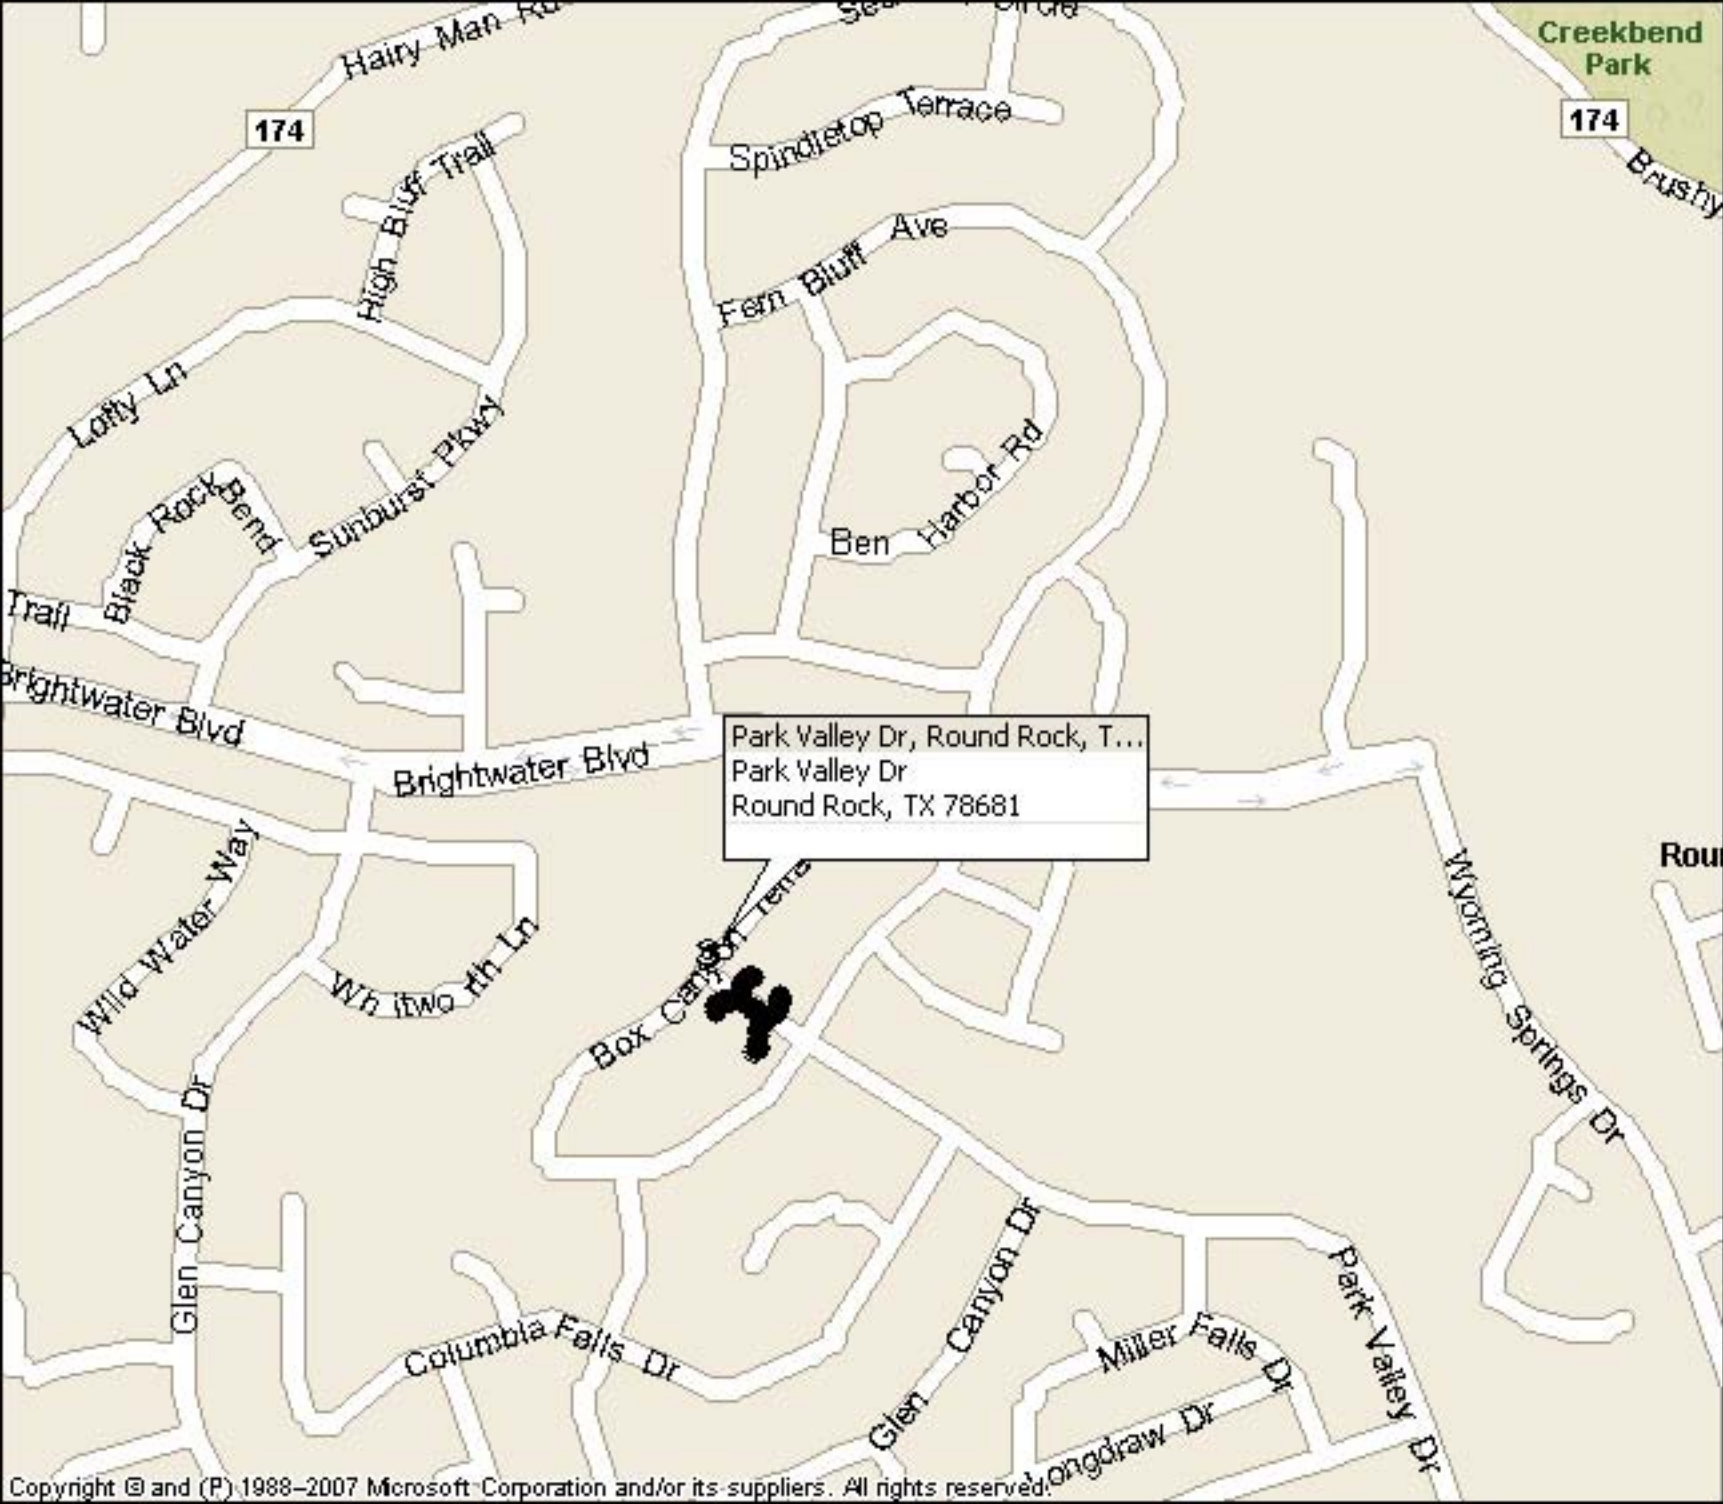 Hairy Man Rd
Circle
Creekbend
Park
174
174
Brushy
Spindletop Terrace
High Bluff Trail
Fern Bluff Ave
Lofty Ln
Sunburst Pkwy
Black Rock Bend
Ben Harbor Rd
Trail
Brightwater Blvd
Brightwater Blvd
Park Valley Dr, Round Rock, T...
Park Valley Dr
Round Rock, TX 78681
Rour
Wild Water Way
Whitworth Ln
Box Canyon Terra
Wyoming Springs Dr
Glen Canyon Dr
Glen Canyon Dr
Columbia Falls Dr
Miller Falls Dr
Longdraw Dr
Park Valley Dr
Copyright © and (P) 1988–2007 Microsoft Corporation and/or its suppliers. All rights reserved.